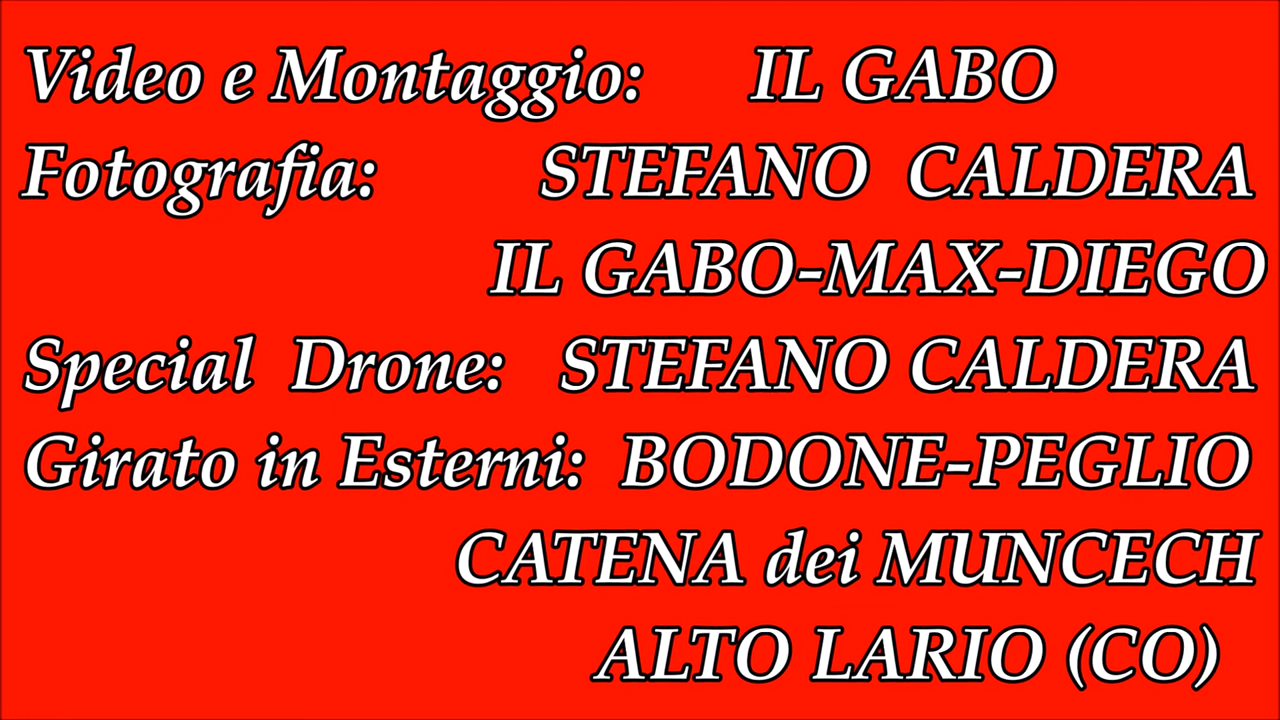 Video e Montaggio: IL GABO
Fotografia: STEFANO CALDERA
IL GABO-MAX-DIEGO
Special Drone: STEFANO CALDERA
Girato in Esterni: BODONE-PEGLIO
CATENA dei MUNCECH
ALTO LARIO (CO)